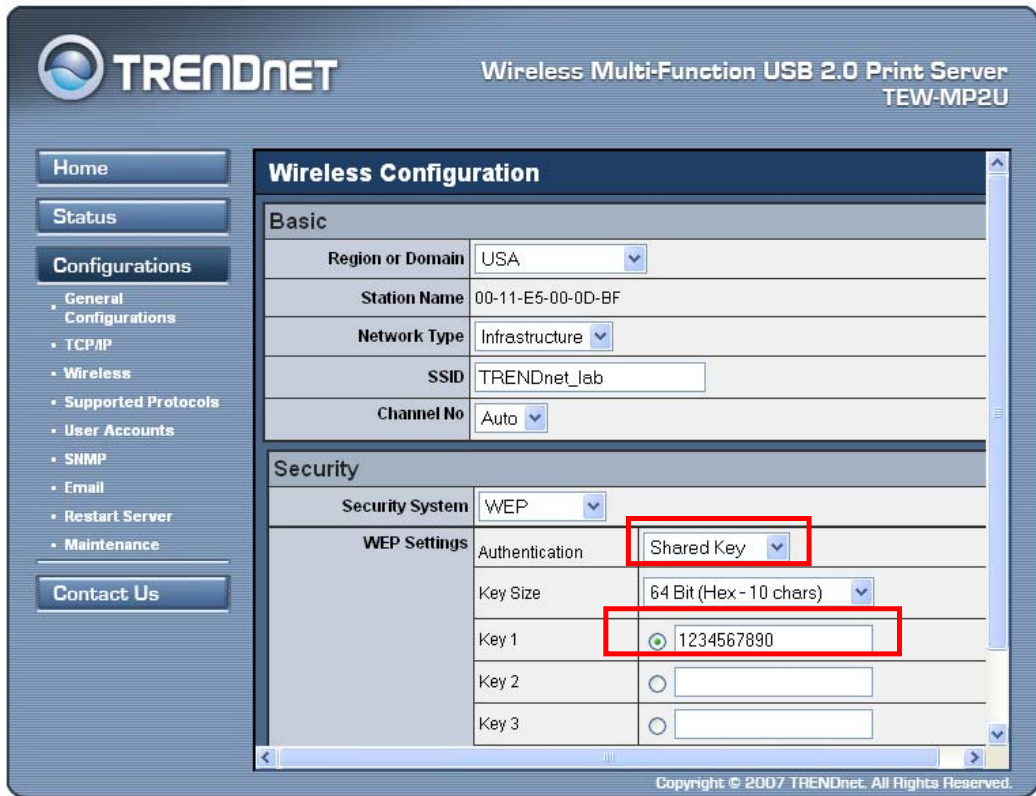 TRENDNET
Wireless Multi-Function USB 2.0 Print Server
TEW-MP2U
Home
Status
Configurations
General
Configurations
TCP/IP
Wireless
Supported Protocols
User Accounts
SNMP
Email
Restart Server
Maintenance
Contact Us
Wireless Configuration
Basic
Region or Domain USA
Station Name 00-11-E5-00-0D-BF
Network Type Infrastructure
SSID TRENDnet_lab
Channel No Auto
Security
Security System WEP
WEP Settings Authentication Shared Key
Key Size 64 Bit (Hex - 10 chars)
Key 1 1234567890
Key 2
Key 3
Copyright © 2007 TRENDnet. All Rights Reserved.